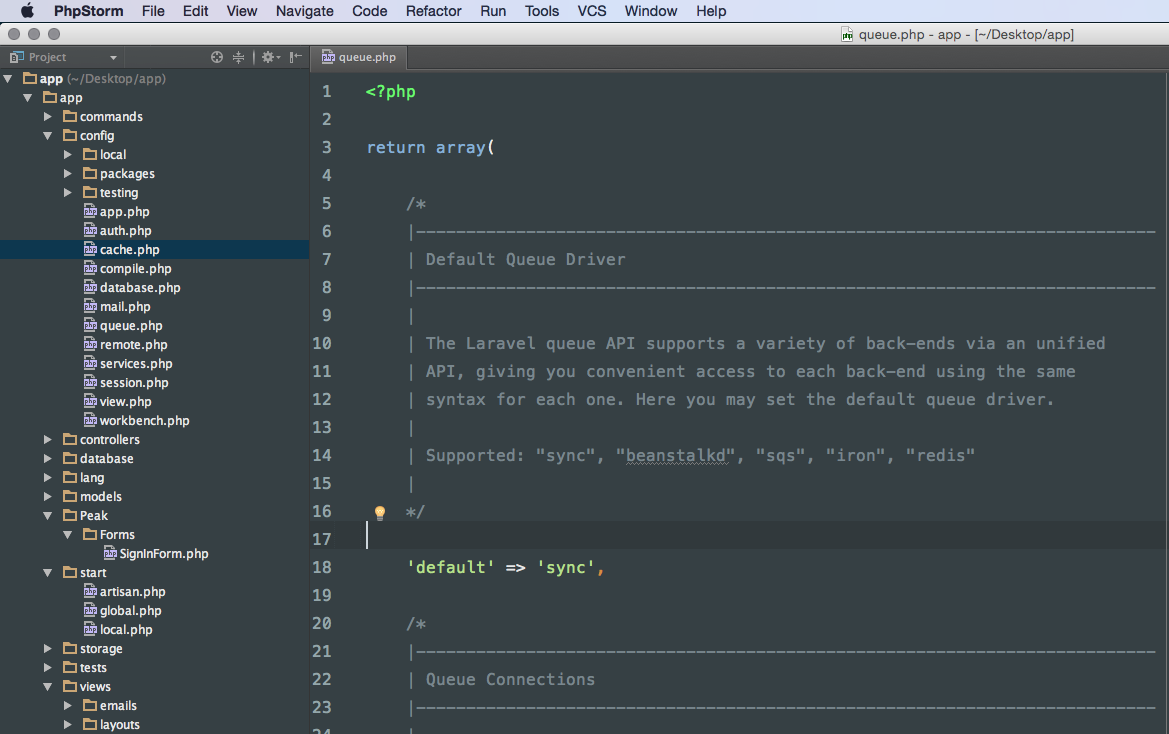 PhpStorm File Edit View Navigate Code Refactor Run Tools VCS Window Help
queue.php - app - [~/Desktop/app]
Project
queue.php
app (~/Desktop/app)
app
commands
config
local
packages
testing
app.php
auth.php
cache.php
compile.php
database.php
mail.php
queue.php
remote.php
services.php
session.php
view.php
workbench.php
controllers
database
lang
models
Peak
Forms
SignInForm.php
start
artisan.php
global.php
local.php
storage
tests
views
emails
layouts
1 <?php
2
3 return array(
4
5 /*
6 |--------------------------------------------------------------------------
7 | Default Queue Driver
8 |--------------------------------------------------------------------------
9 |
10 | The Laravel queue API supports a variety of back-ends via an unified
11 | API, giving you convenient access to each back-end using the same
12 | syntax for each one. Here you may set the default queue driver.
13 |
14 | Supported: "sync", "beanstalkd", "sqs", "iron", "redis"
15 |
16 */
17
18 'default' => 'sync',
19
20 /*
21 |--------------------------------------------------------------------------
22 | Queue Connections
23 |--------------------------------------------------------------------------
24 |